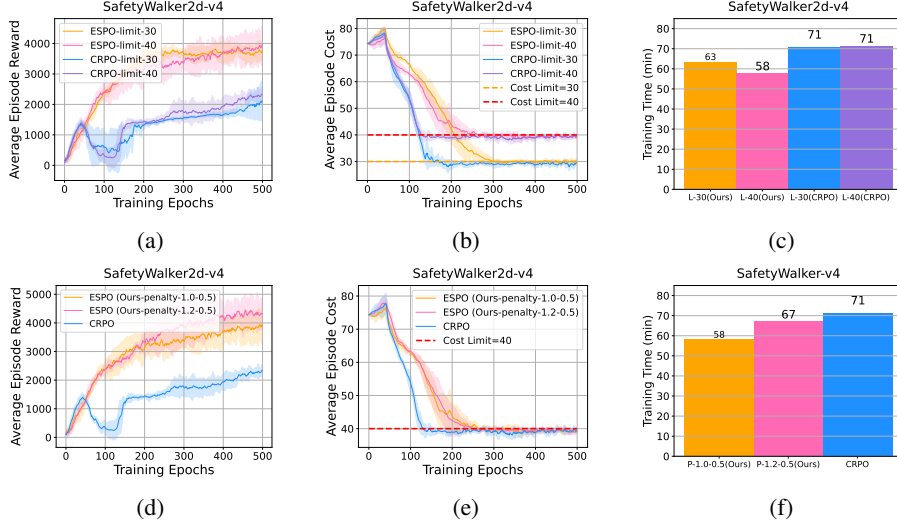 SafetyWalker2d-v4
Average Episode Reward
4000
3000
2000
1000
0
ESPO-limit-30
ESPO-limit-40
CRPO-limit-30
CRPO-limit-40
0 100 200 300 400 500
Training Epochs
(a)
SafetyWalker2d-v4
Average Episode Cost
80
70
60
50
40
30
ESPO-limit-30
ESPO-limit-40
CRPO-limit-30
CRPO-limit-40
Cost Limit=30
Cost Limit=40
0 100 200 300 400 500
Training Epochs
(b)
SafetyWalker2d-v4
Training Time (min)
80
70
60
50
40
30
20
10
0
63
58
71
71
L-30(Ours) L-40(Ours) L-30(CRPO) L-40(CRPO)
(c)
SafetyWalker2d-v4
Average Episode Reward
5000
4000
3000
2000
1000
0
ESPO (Ours-penalty-1.0-0.5)
ESPO (Ours-penalty-1.2-0.5)
CRPO
0 100 200 300 400 500
Training Epochs
(d)
SafetyWalker2d-v4
Average Episode Cost
80
70
60
50
40
ESPO (Ours-penalty-1.0-0.5)
ESPO (Ours-penalty-1.2-0.5)
CRPO
Cost Limit=40
0 100 200 300 400 500
Training Epochs
(e)
SafetyWalker-v4
Training Time (min)
80
70
60
50
40
30
20
10
0
58
67
71
P-1.0-0.5(Ours) P-1.2-0.5(Ours) CRPO
(f)